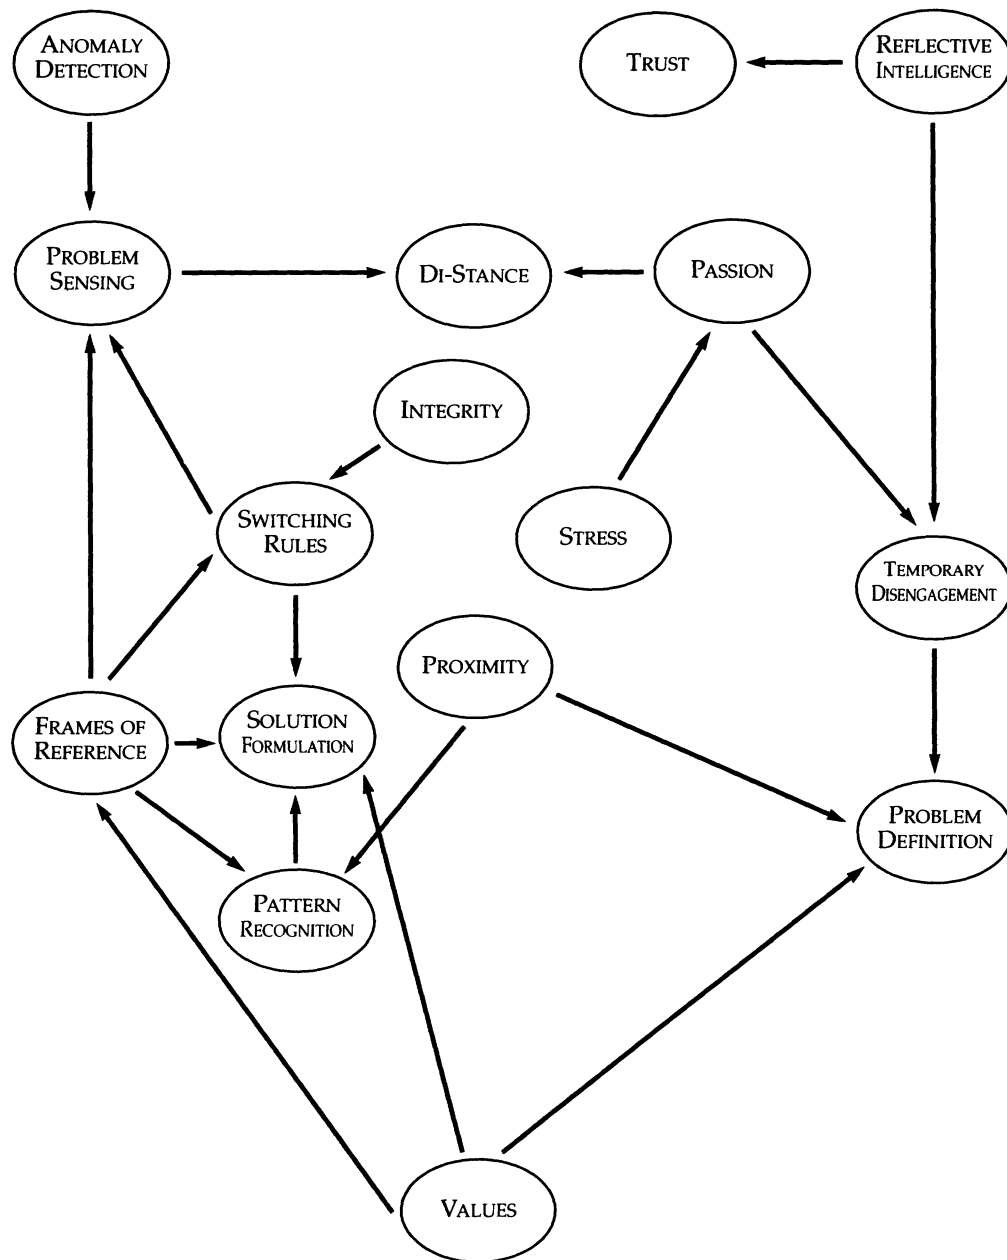 ANOMALY
DETECTION
TRUST
REFLECTIVE
INTELLIGENCE
PROBLEM
SENSING
DI-STANCE
PASSION
INTEGRITY
SWITCHING
RULES
STRESS
TEMPORARY
DISENGAGEMENT
PROXIMITY
FRAMES OF
REFERENCE
SOLUTION
FORMULATION
PROBLEM
DEFINITION
PATTERN
RECOGNITION
VALUES